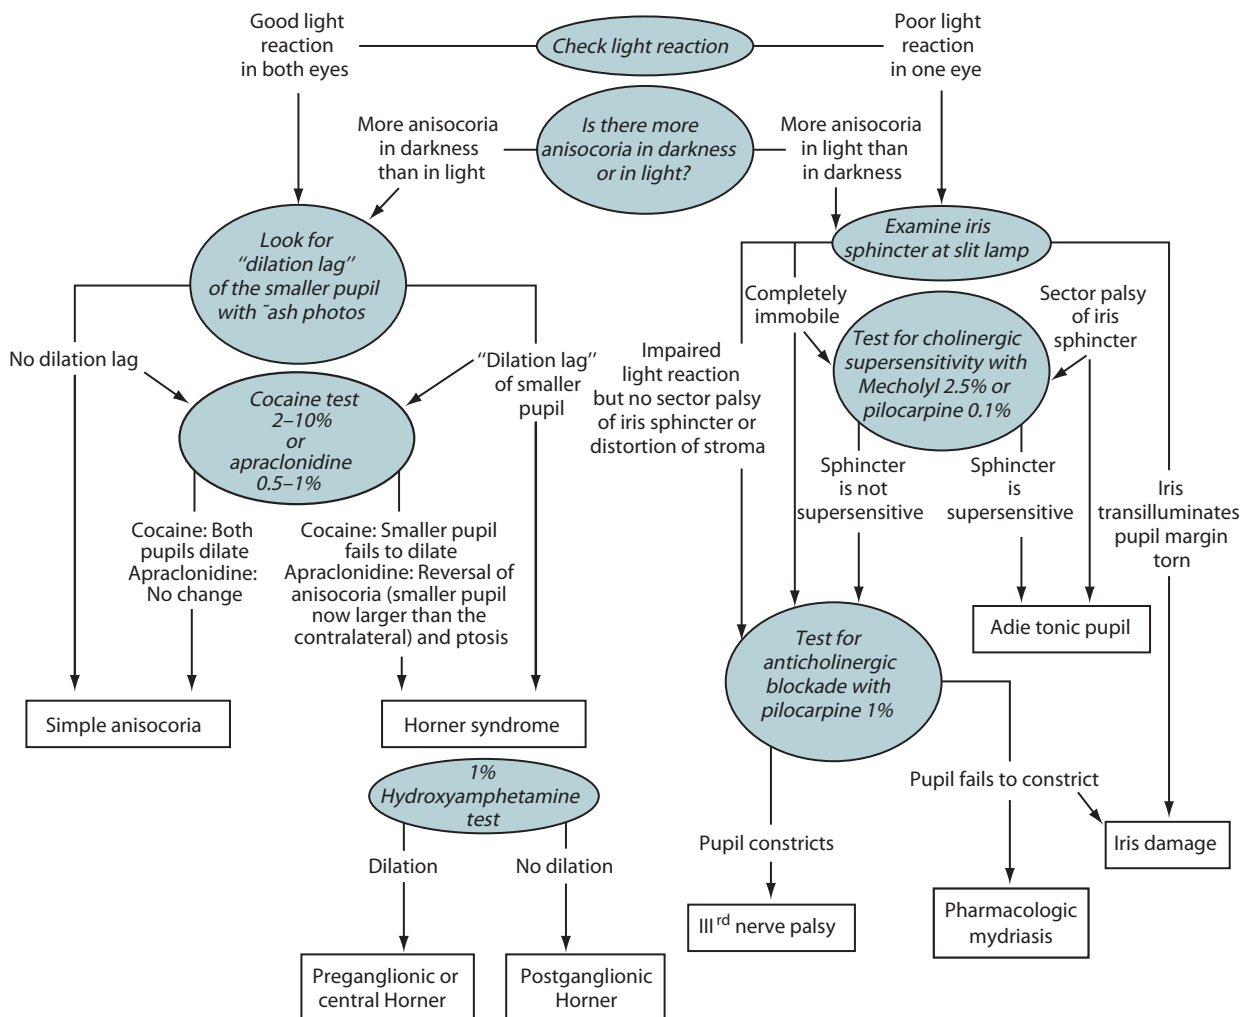 Good light
reaction
in both eyes
Check light reaction
Poor light
reaction
in one eye
More anisocoria
in darkness
than in light
Is there more
anisocoria in darkness
or in light?
More anisocoria
in light than
in darkness
Look for
"dilation lag"
of the smaller pupil
with ˜ash photos
Examine iris
sphincter at slit lamp
No dilation lag
"Dilation lag"
of smaller
pupil
Cocaine test
2–10%
or
apraclonidine
0.5–1%
Completely
immobile
Sector palsy
of iris
sphincter
Test for cholinergic
supersensitivity with
Mecholyl 2.5% or
pilocarpine 0.1%
Impaired
light reaction
but no sector palsy
of iris sphincter or
distortion of stroma
Sphincter
is not
supersensitive
Sphincter
is
supersensitive
Iris
transilluminates
pupil margin
torn
Cocaine: Both
pupils dilate
Apraclonidine:
No change
Cocaine: Smaller pupil
fails to dilate
Apraclonidine: Reversal of
anisocoria (smaller pupil
now larger than the
contralateral) and ptosis
Adie tonic pupil
Test for
anticholinergic
blockade with
pilocarpine 1%
Simple anisocoria
Horner syndrome
1%
Hydroxyamphetamine
test
Pupil fails to constrict
Dilation
No dilation
Pupil constricts
Iris damage
IIIrd nerve palsy
Pharmacologic
mydriasis
Preganglionic or
central Horner
Postganglionic
Horner